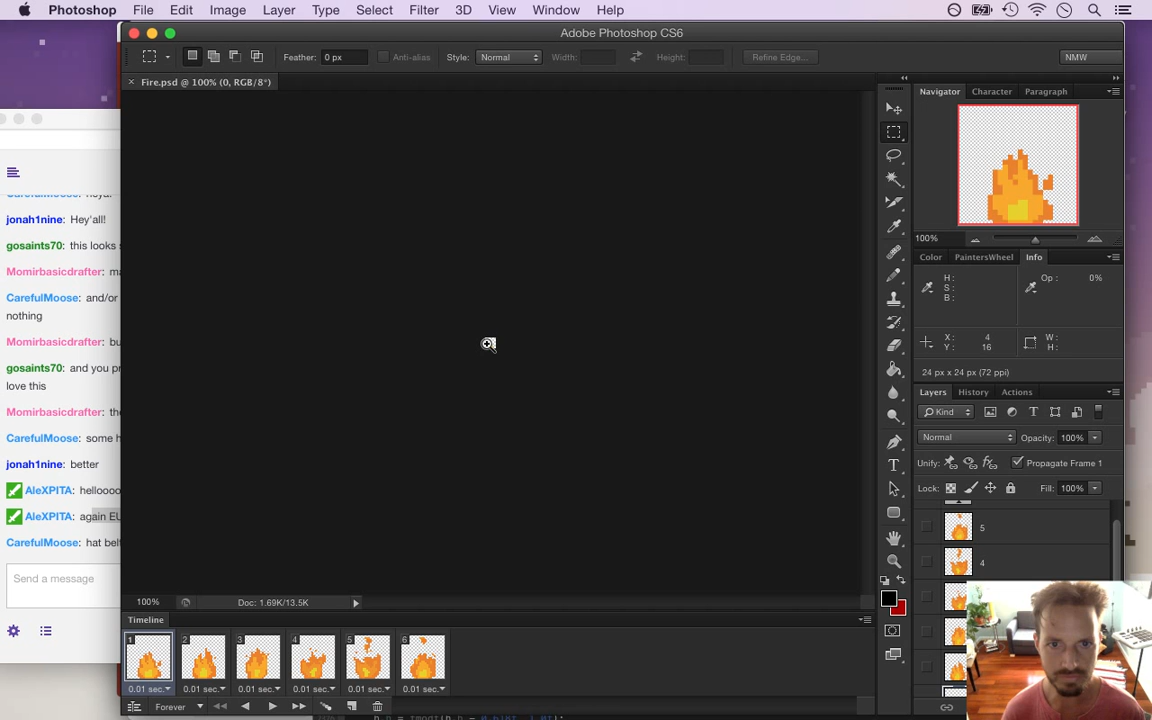 Photoshop File Edit Image Layer Type Select Filter 3D View Window Help
Adobe Photoshop CS6
Feather: 0 px Anti-alias Style: Normal Width: Height: Refine Edge... NMW
× Fire.psd @ 100% (0, RGB/8*)
jonah1nine: Hey'all!
gosaints70: this looks
Momirbasicdrafter:
CarefulMoose: and/or
nothing
Momirbasicdrafter:
gosaints70: and you
love this
Momirbasicdrafter:
CarefulMoose: some
jonah1nine: better
AleXPITA: helloooo
AleXPITA: again EU
CarefulMoose: hat
Send a message
Navigator Character Paragraph
100%
Color PaintersWheel Info
H:
S:
B:
Op : 0%
X: 4
Y: 16
W:
H:
24 px x 24 px (72 ppi)
Layers History Actions
Kind
Normal Opacity: 100%
Unify: Propagate Frame 1
Lock: Fill: 100%
5
4
100% Doc: 1.69K/13.5K
Timeline
1 2 3 4 5 6
0.01 sec. 0.01 sec. 0.01 sec. 0.01 sec. 0.01 sec. 0.01 sec.
Forever